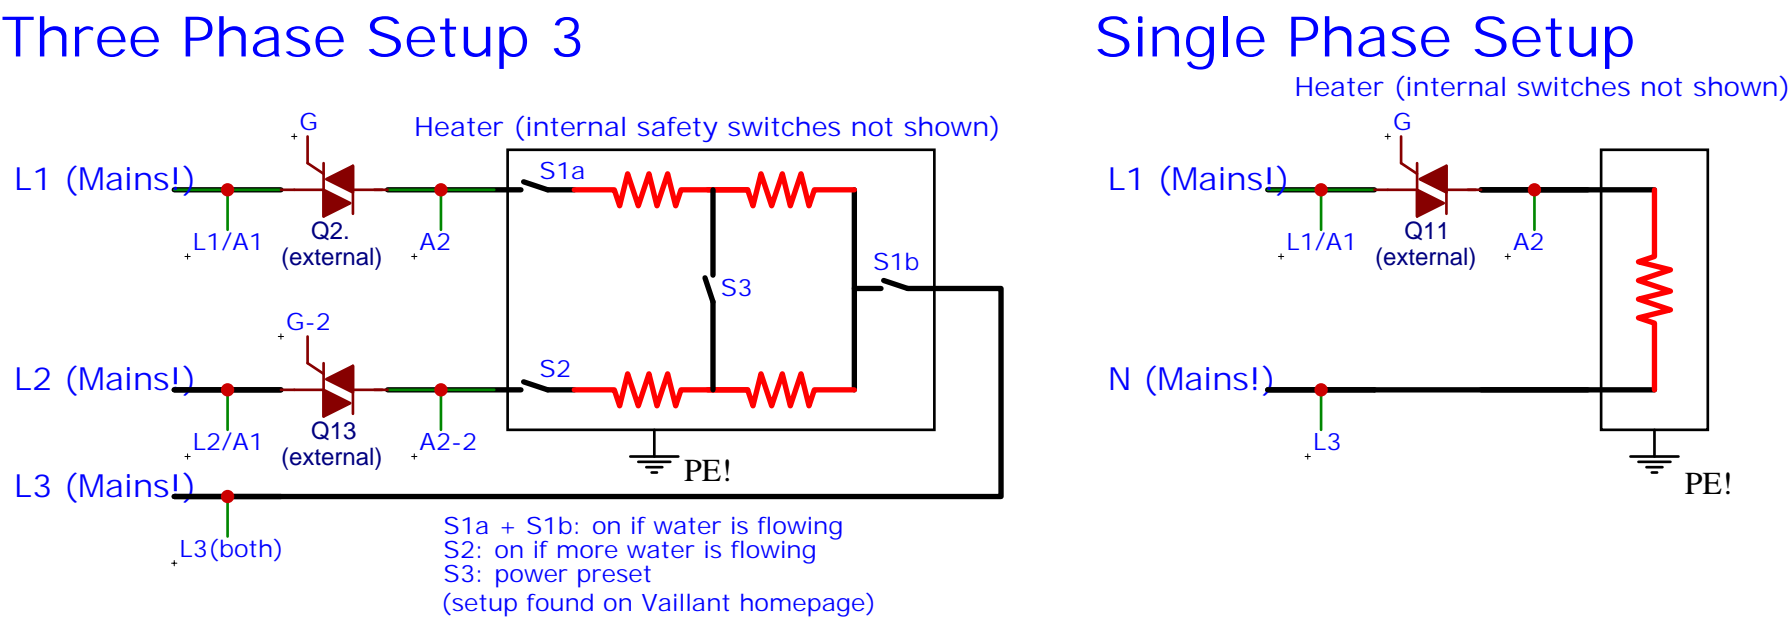 Three Phase Setup 3
Heater (internal safety switches not shown)
G
L1 (Mains!)
S1a
Q2.
(external)
L1/A1
A2
S1b
S3
G-2
L2 (Mains!)
S2
Q13
(external)
L2/A1
A2-2
PE!
L3 (Mains!)
L3(both)
S1a + S1b: on if water is flowing
S2: on if more water is flowing
S3: power preset
(setup found on Vaillant homepage)
Single Phase Setup
Heater (internal switches not shown)
G
L1 (Mains!)
Q11
(external)
L1/A1
A2
N (Mains!)
L3
PE!